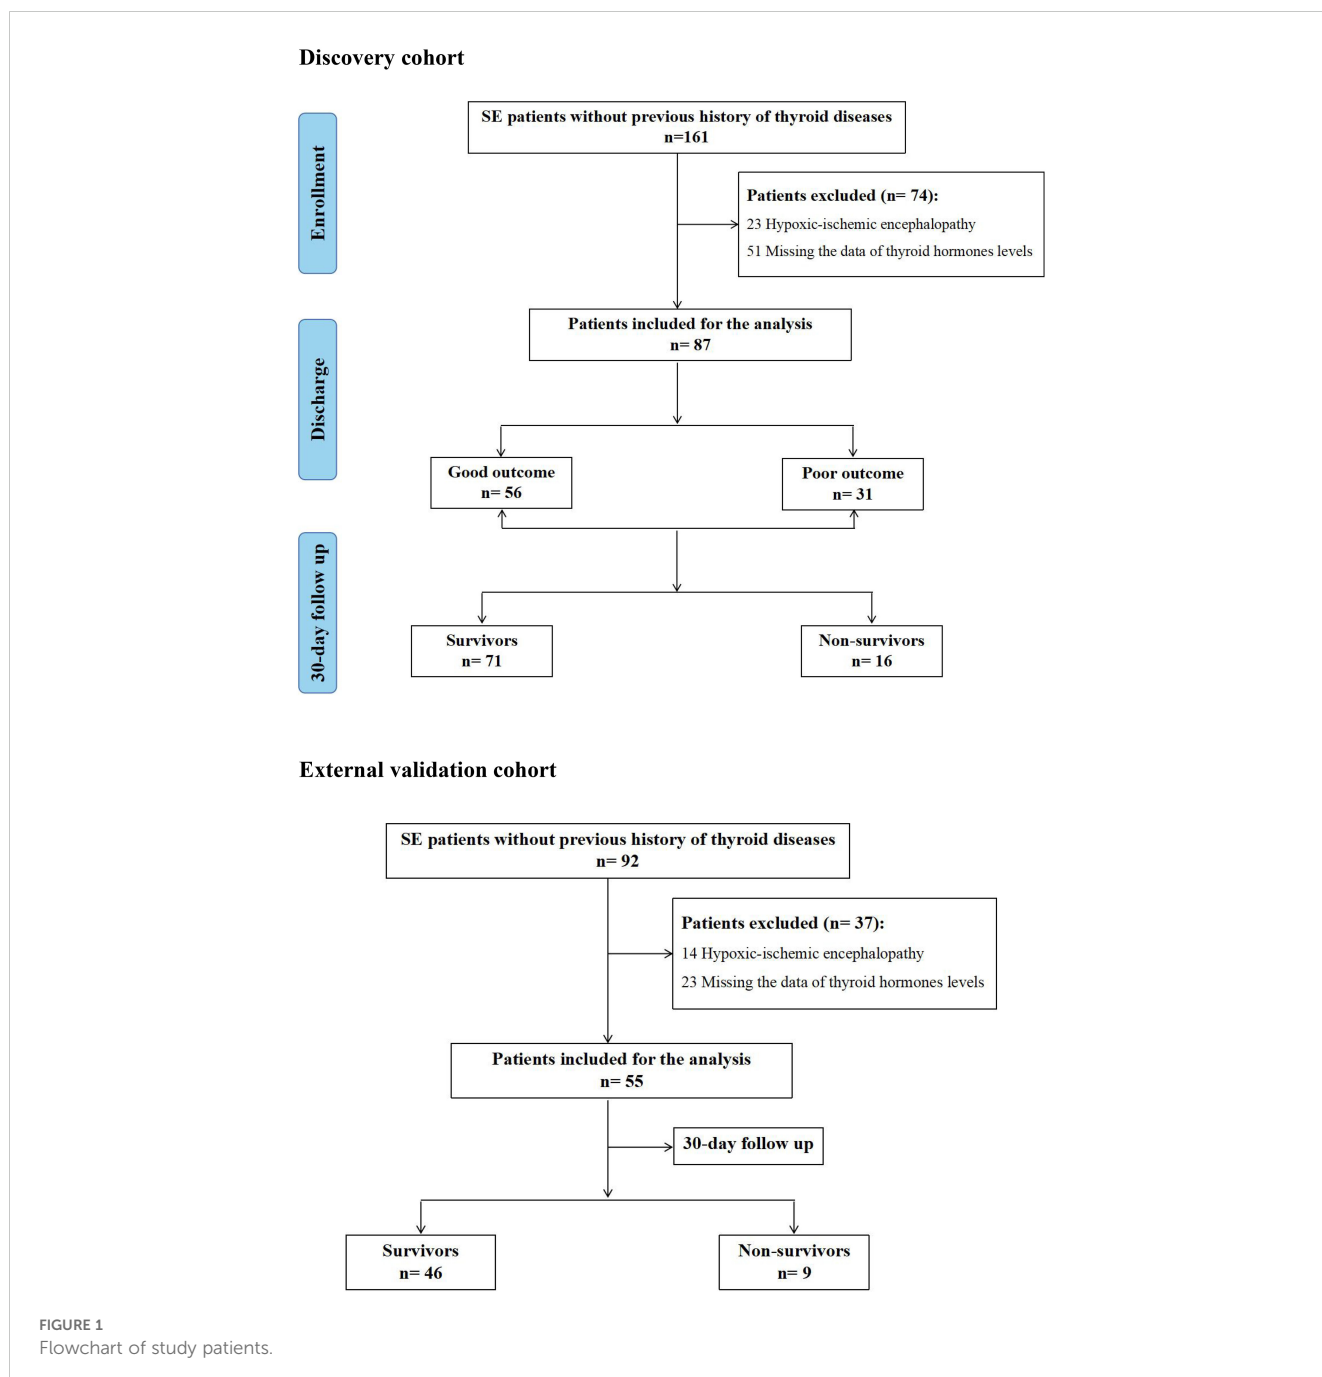 Discovery cohort
Enrollment
SE patients without previous history of thyroid diseases
n=161
Patients excluded (n= 74):
23 Hypoxic-ischemic encephalopathy
51 Missing the data of thyroid hormones levels
Patients included for the analysis
n= 87
Discharge
Good outcome
n= 56
Poor outcome
n= 31
30-day follow up
Survivors
n= 71
Non-survivors
n= 16
External validation cohort
SE patients without previous history of thyroid diseases
n= 92
Patients excluded (n= 37):
14 Hypoxic-ischemic encephalopathy
23 Missing the data of thyroid hormones levels
Patients included for the analysis
n= 55
30-day follow up
Survivors
n= 46
Non-survivors
n= 9
FIGURE 1
Flowchart of study patients.